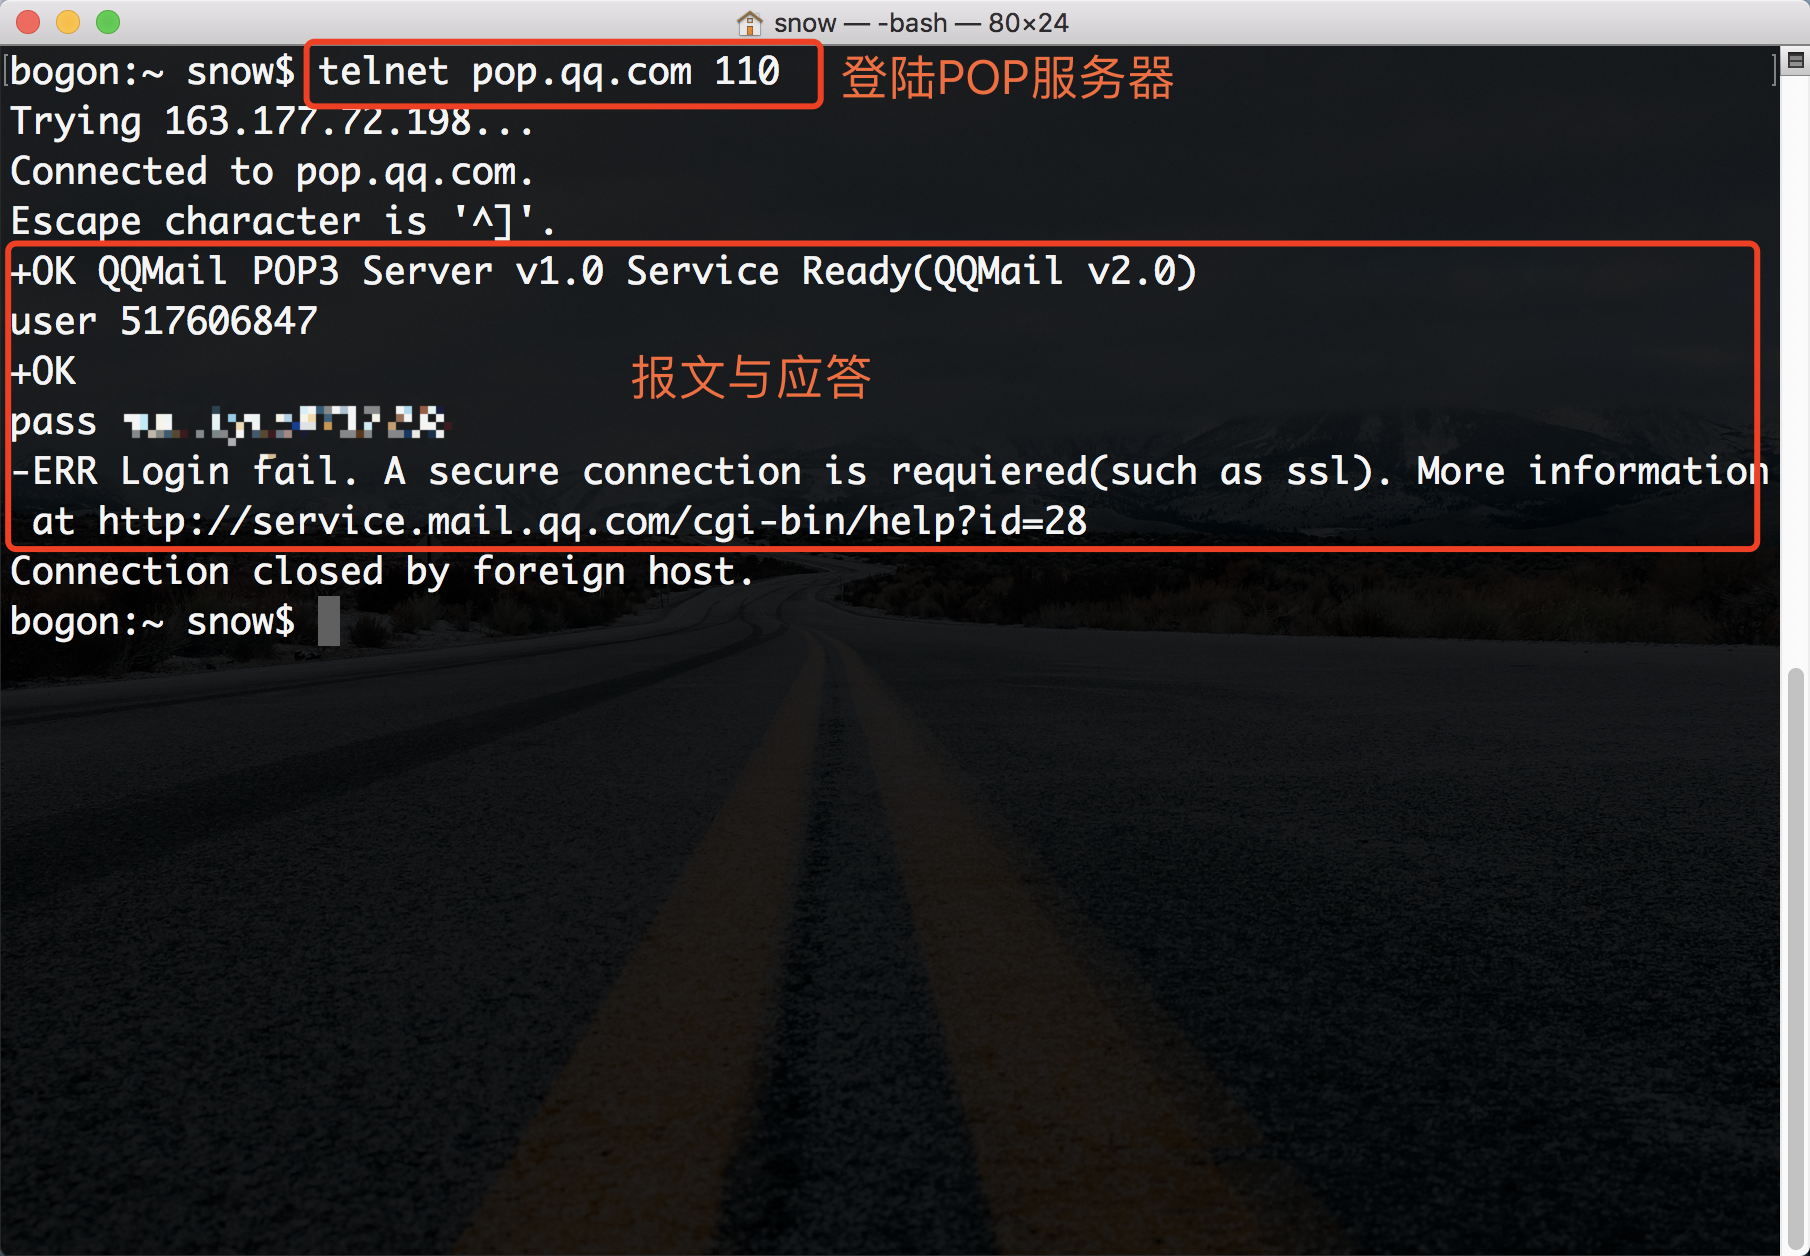 snow — -bash — 80×24
bogon:~ snow$ telnet pop.qq.com 110 登陆POP服务器
Trying 163.177.72.198...
Connected to pop.qq.com.
Escape character is '^]'.
+OK QQMail POP3 Server v1.0 Service Ready(QQMail v2.0)
user 517606847
+OK
报文与应答
pass
-ERR Login fail. A secure connection is requiered(such as ssl). More information
at http://service.mail.qq.com/cgi-bin/help?id=28
Connection closed by foreign host.
bogon:~ snow$